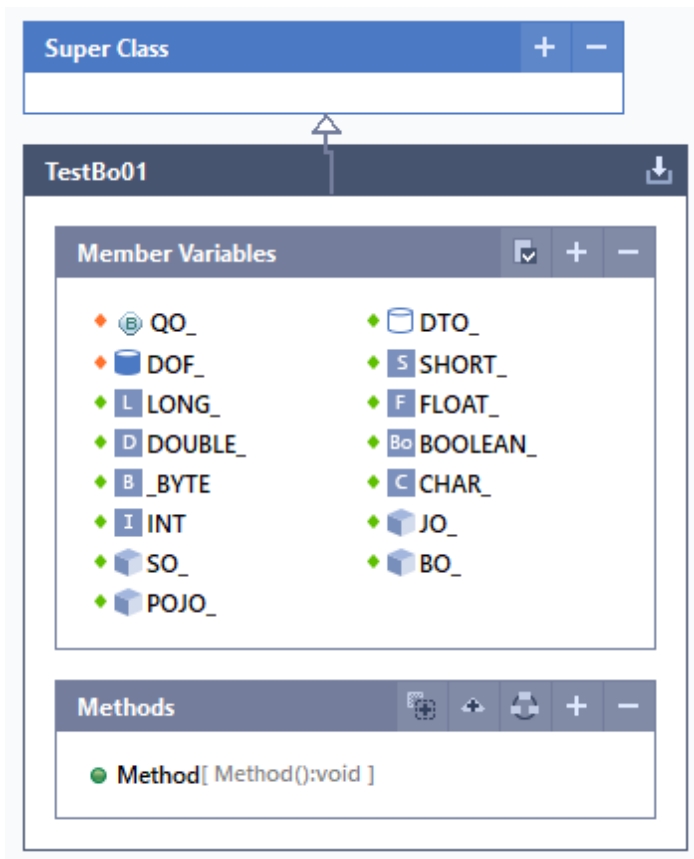 Super Class
TestBo01
Member Variables
B QO_ DTO_
DOF_ S SHORT_
L LONG_ F FLOAT_
D DOUBLE_ Bo BOOLEAN_
B _BYTE C CHAR_
I INT JO_
SO_ BO_
POJO_
Methods
Method[ Method():void ]